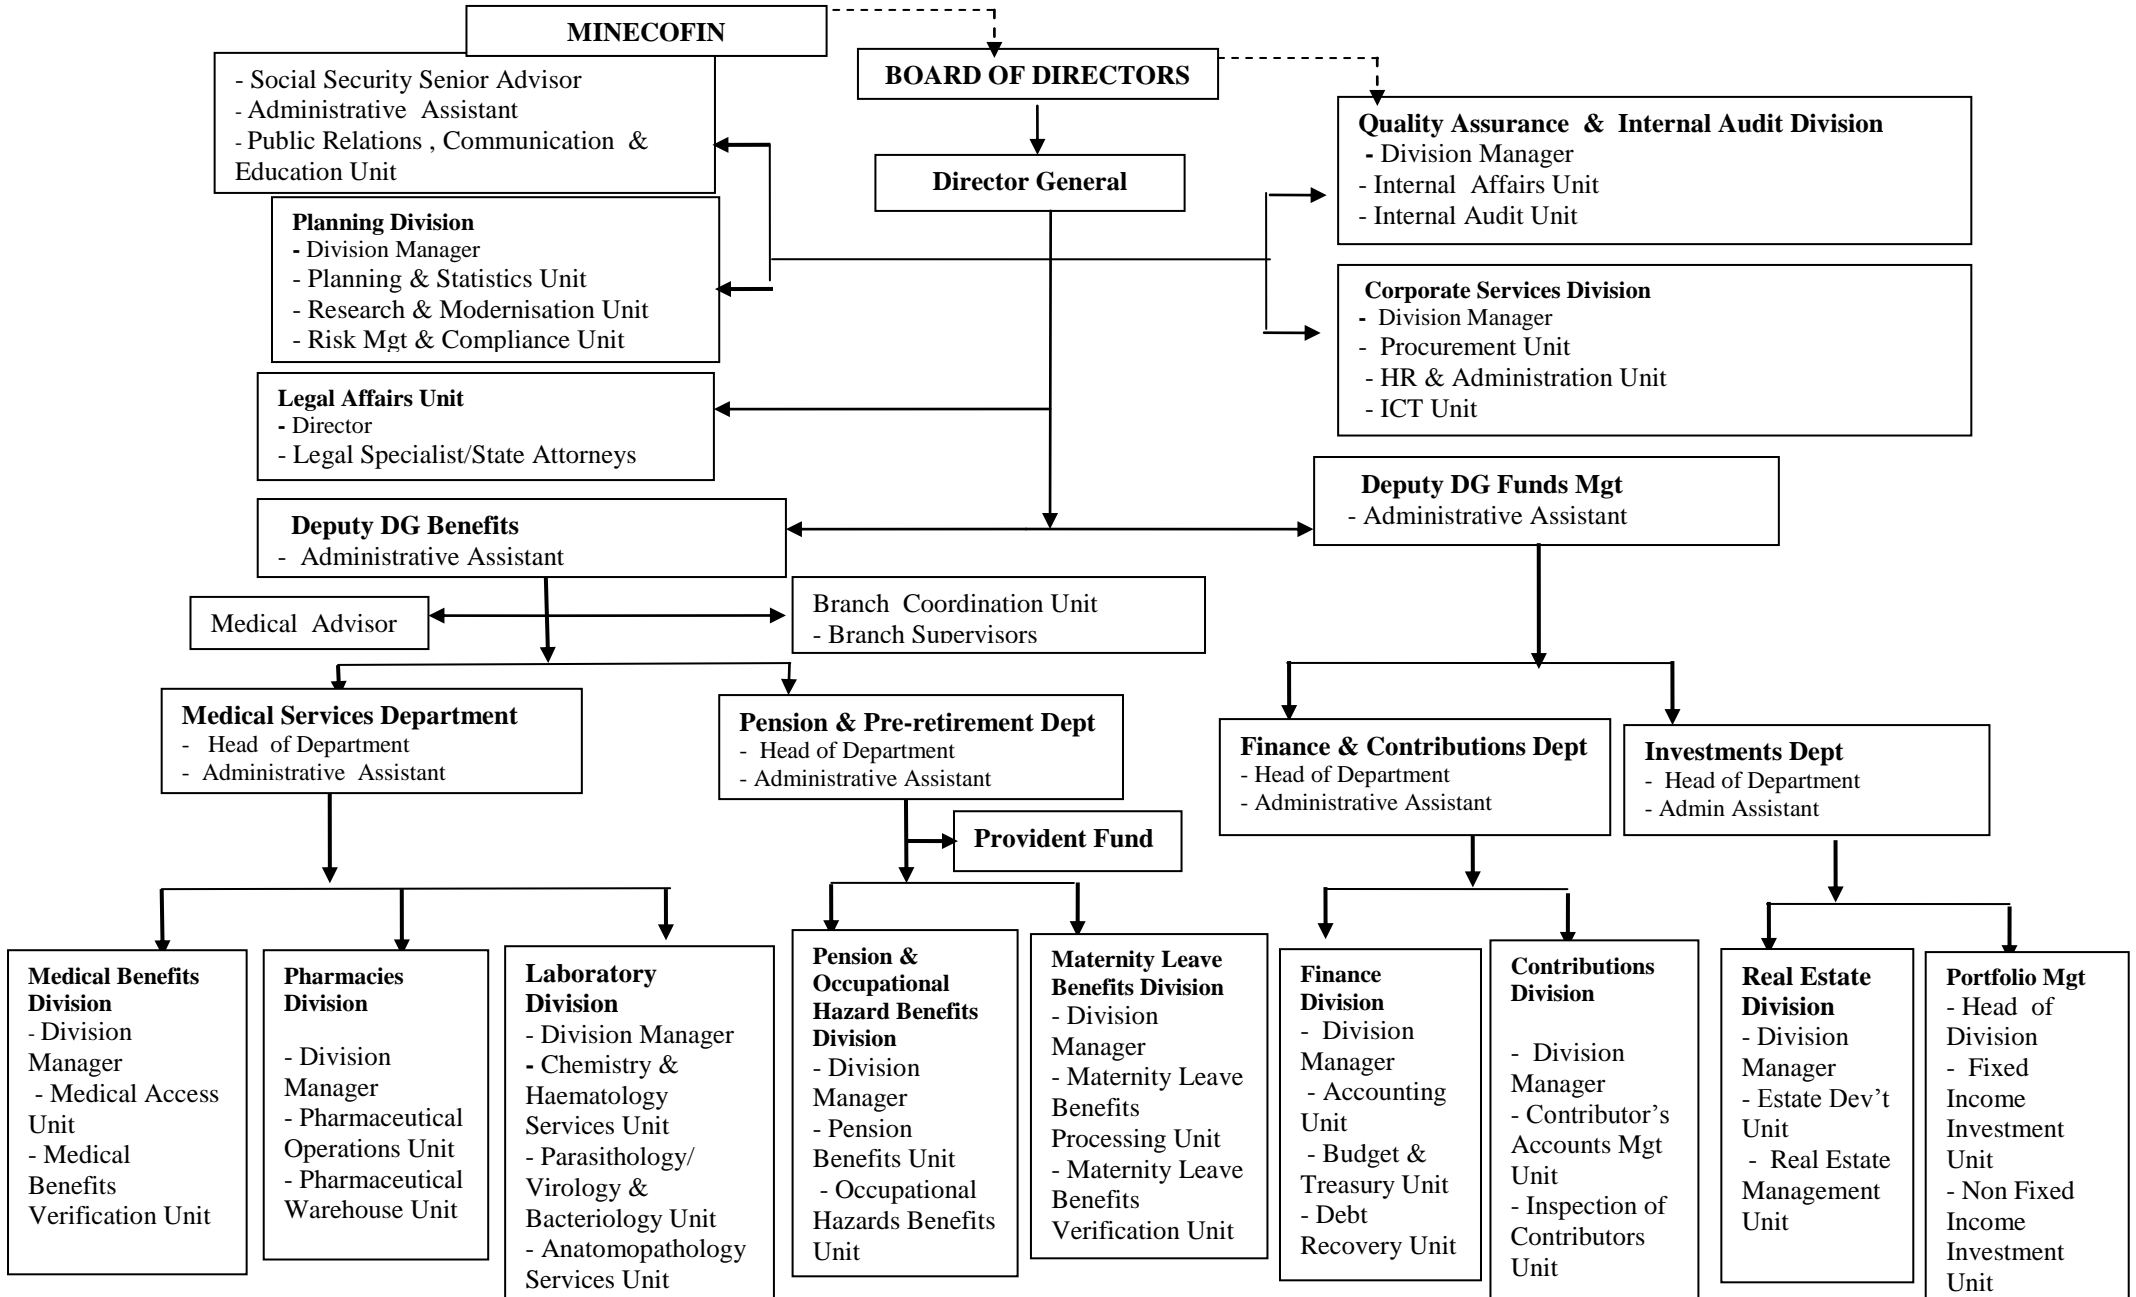 MINECOFIN
BOARD OF DIRECTORS
- Social Security Senior Advisor
- Administrative Assistant
- Public Relations , Communication &
Education Unit
Quality Assurance & Internal Audit Division
- Division Manager
- Internal Affairs Unit
- Internal Audit Unit
Director General
Planning Division
- Division Manager
- Planning & Statistics Unit
- Research & Modernisation Unit
- Risk Mgt & Compliance Unit
Corporate Services Division
- Division Manager
- Procurement Unit
- HR & Administration Unit
- ICT Unit
Legal Affairs Unit
- Director
- Legal Specialist/State Attorneys
Deputy DG Funds Mgt
- Administrative Assistant
Deputy DG Benefits
- Administrative Assistant
Medical Advisor
Branch Coordination Unit
- Branch Supervisors
Medical Services Department
- Head of Department
- Administrative Assistant
Pension & Pre-retirement Dept
- Head of Department
- Administrative Assistant
Finance & Contributions Dept
- Head of Department
- Administrative Assistant
Investments Dept
- Head of Department
- Admin Assistant
Provident Fund
Medical Benefits
Division
- Division
Manager
- Medical Access
Unit
- Medical
Benefits
Verification Unit
Pharmacies
Division
- Division
Manager
- Pharmaceutical
Operations Unit
- Pharmaceutical
Warehouse Unit
Laboratory
Division
- Division Manager
- Chemistry &
Haematology
Services Unit
- Parasithology/
Virology &
Bacteriology Unit
- Anatomopathology
Services Unit
Pension &
Occupational
Hazard Benefits
Division
- Division
Manager
- Pension
Benefits Unit
- Occupational
Hazards Benefits
Unit
Maternity Leave
Benefits Division
- Division
Manager
- Maternity Leave
Benefits
Processing Unit
- Maternity Leave
Benefits
Verification Unit
Finance
Division
- Division
Manager
- Accounting
Unit
- Budget &
Treasury Unit
- Debt
Recovery Unit
Contributions
Division
- Division
Manager
- Contributor's
Accounts Mgt
Unit
- Inspection of
Contributors
Unit
Real Estate
Division
- Division
Manager
- Estate Dev't
Unit
- Real Estate
Management
Unit
Portfolio Mgt
- Head of
Division
- Fixed
Income
Investment
Unit
- Non Fixed
Income
Investment
Unit